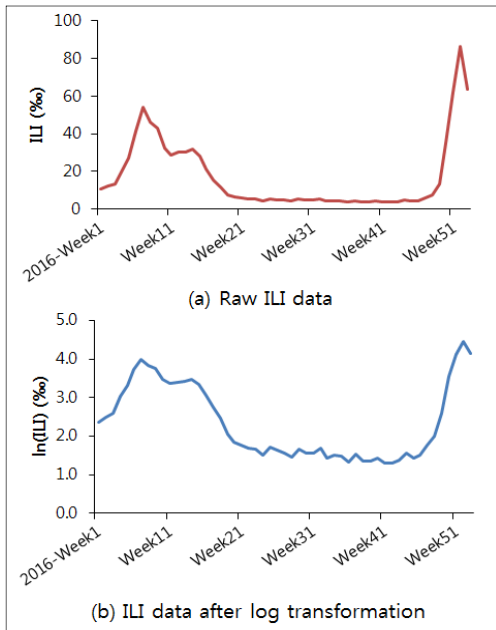 100
80
60
40
20
0
ILI (‰)
2016-Week1
Week11
Week21
Week31
Week41
Week51
(a) Raw ILI data
5.0
4.0
3.0
2.0
1.0
0.0
ln(ILI) (‰)
2016-Week1
Week11
Week21
Week31
Week41
Week51
(b) ILI data after log transformation